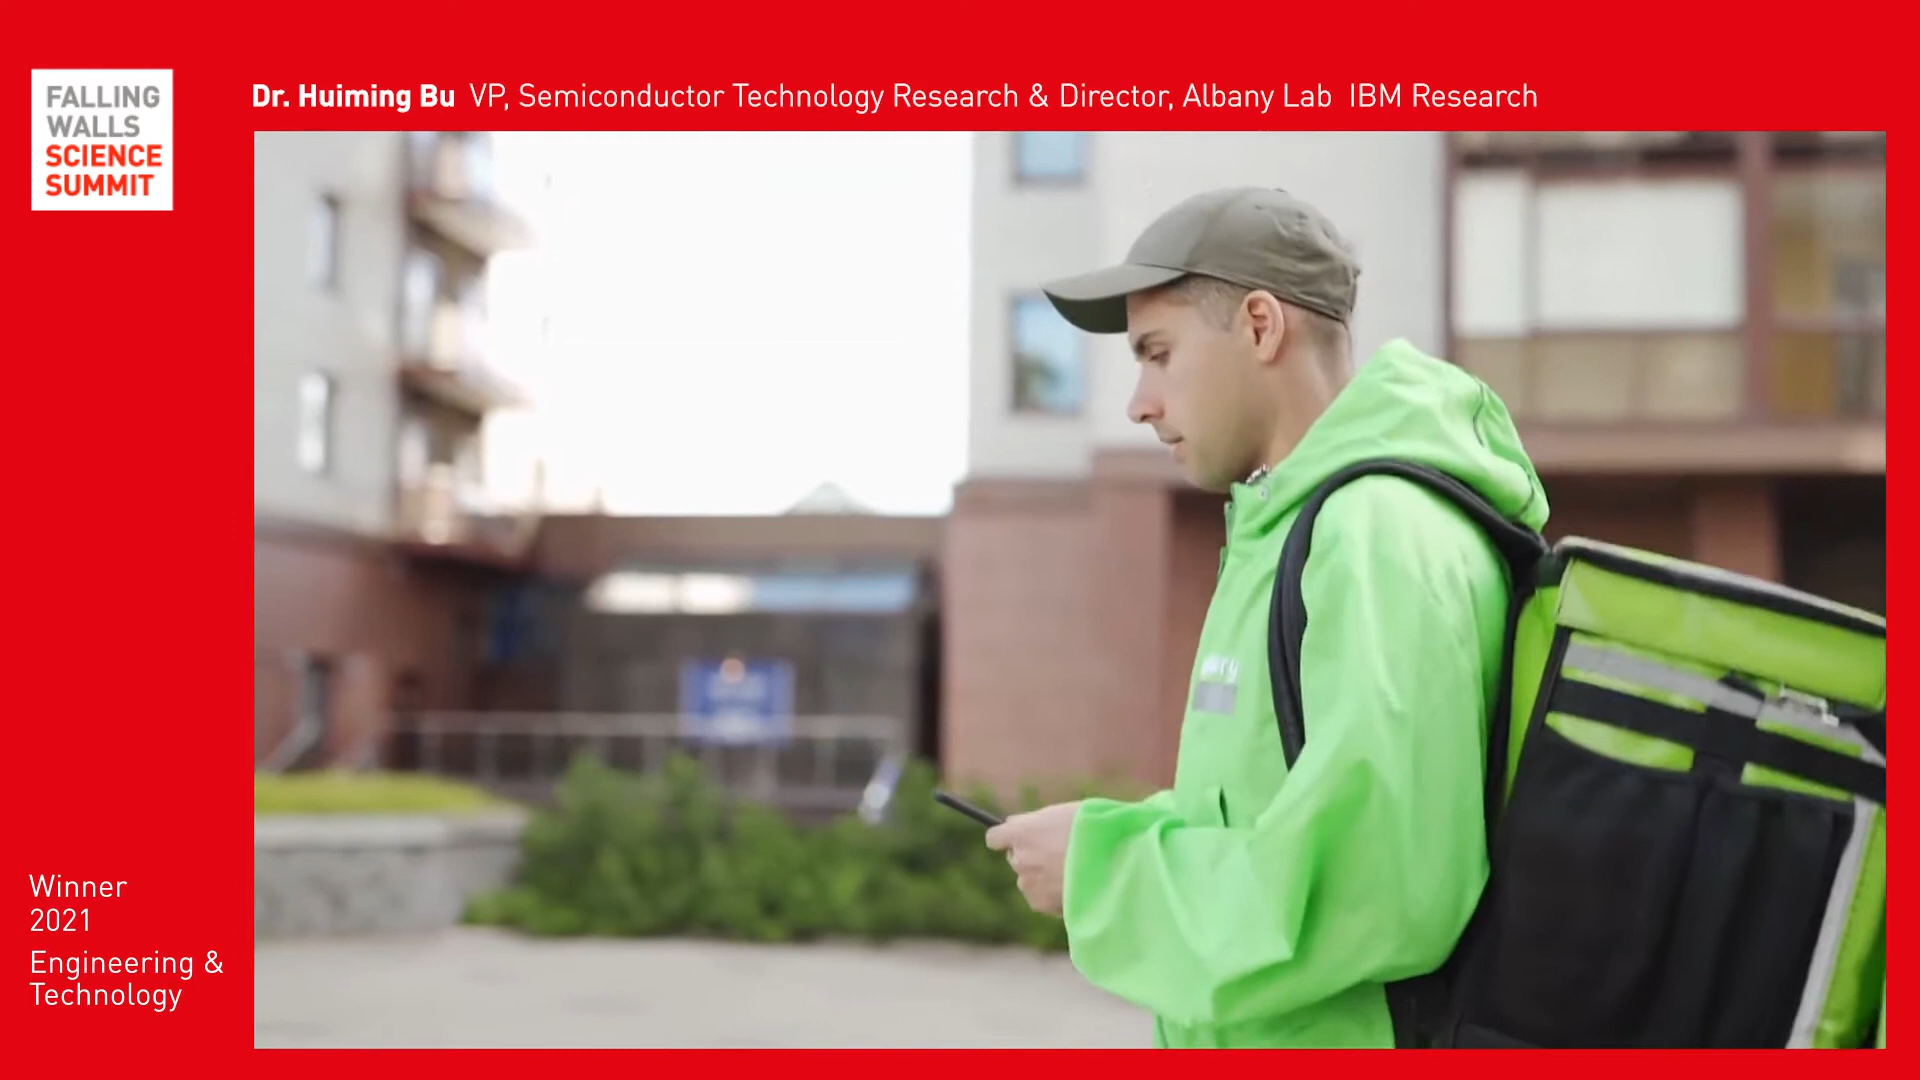 FALLING
WALLS
SCIENCE
SUMMIT
Dr. Huiming Bu VP, Semiconductor Technology Research & Director, Albany Lab IBM Research
Winner
2021
Engineering &
Technology